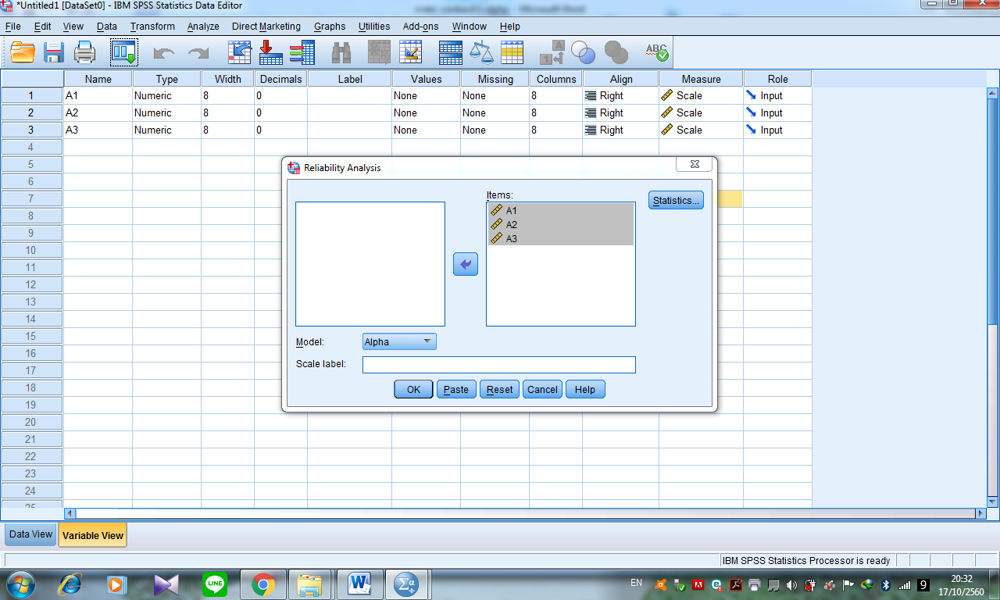 *Untitled1 [DataSet0] - IBM SPSS Statistics Data Editor
File Edit View Data Transform Analyze Direct Marketing Graphs Utilities Add-ons Window Help
1 A
ABC
Name Type Width Decimals Label Values Missing Columns Align Measure Role
1 A1 Numeric 8 0 None None 8 Right Scale Input
2 A2 Numeric 8 0 None None 8 Right Scale Input
3 A3 Numeric 8 0 None None 8 Right Scale Input
4
5
6
7
8
9
10
11
12
13
14
15
16
17
18
19
20
21
22
23
24
25
Reliability Analysis
Items:
Statistics...
A1
A2
A3
Model: Alpha
Scale label:
OK Paste Reset Cancel Help
Data View Variable View
IBM SPSS Statistics Processor is ready
LINE
W
Σα
EN
9
20:32
17/10/2560